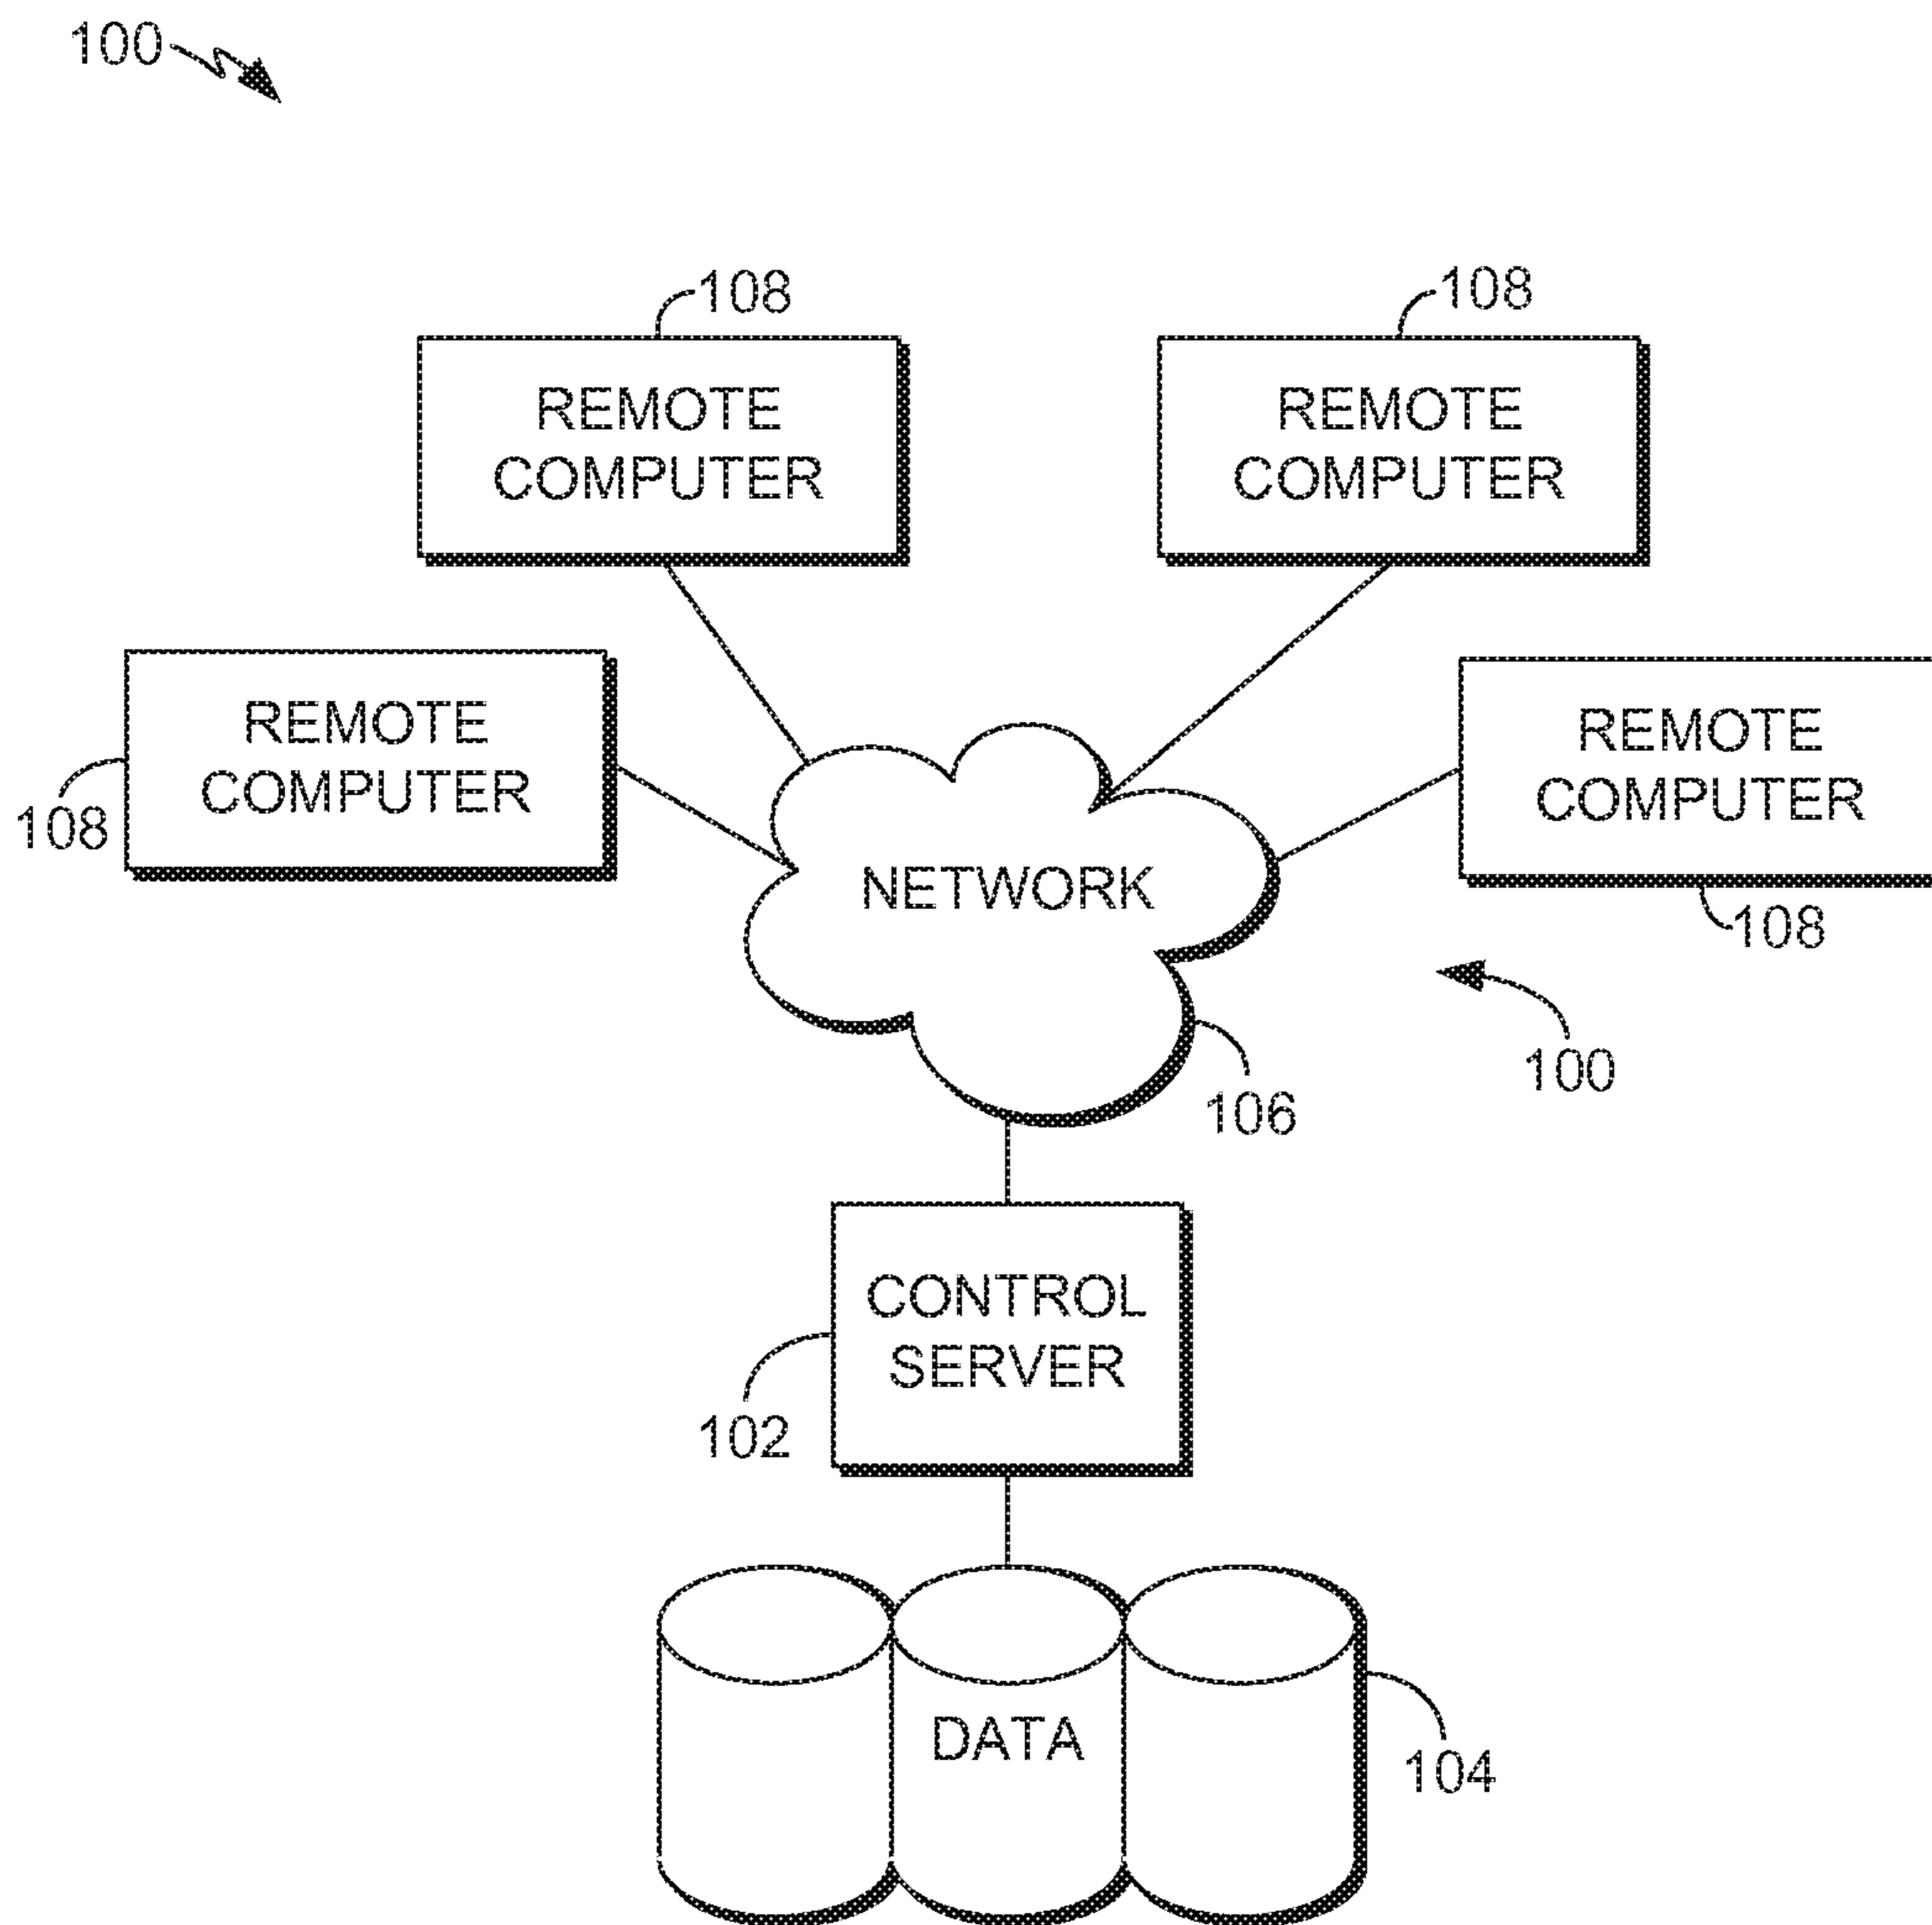 100
108
108
REMOTE
COMPUTER
REMOTE
COMPUTER
REMOTE
COMPUTER
108
REMOTE
COMPUTER
108
NETWORK
100
106
CONTROL
SERVER
102
DATA
104